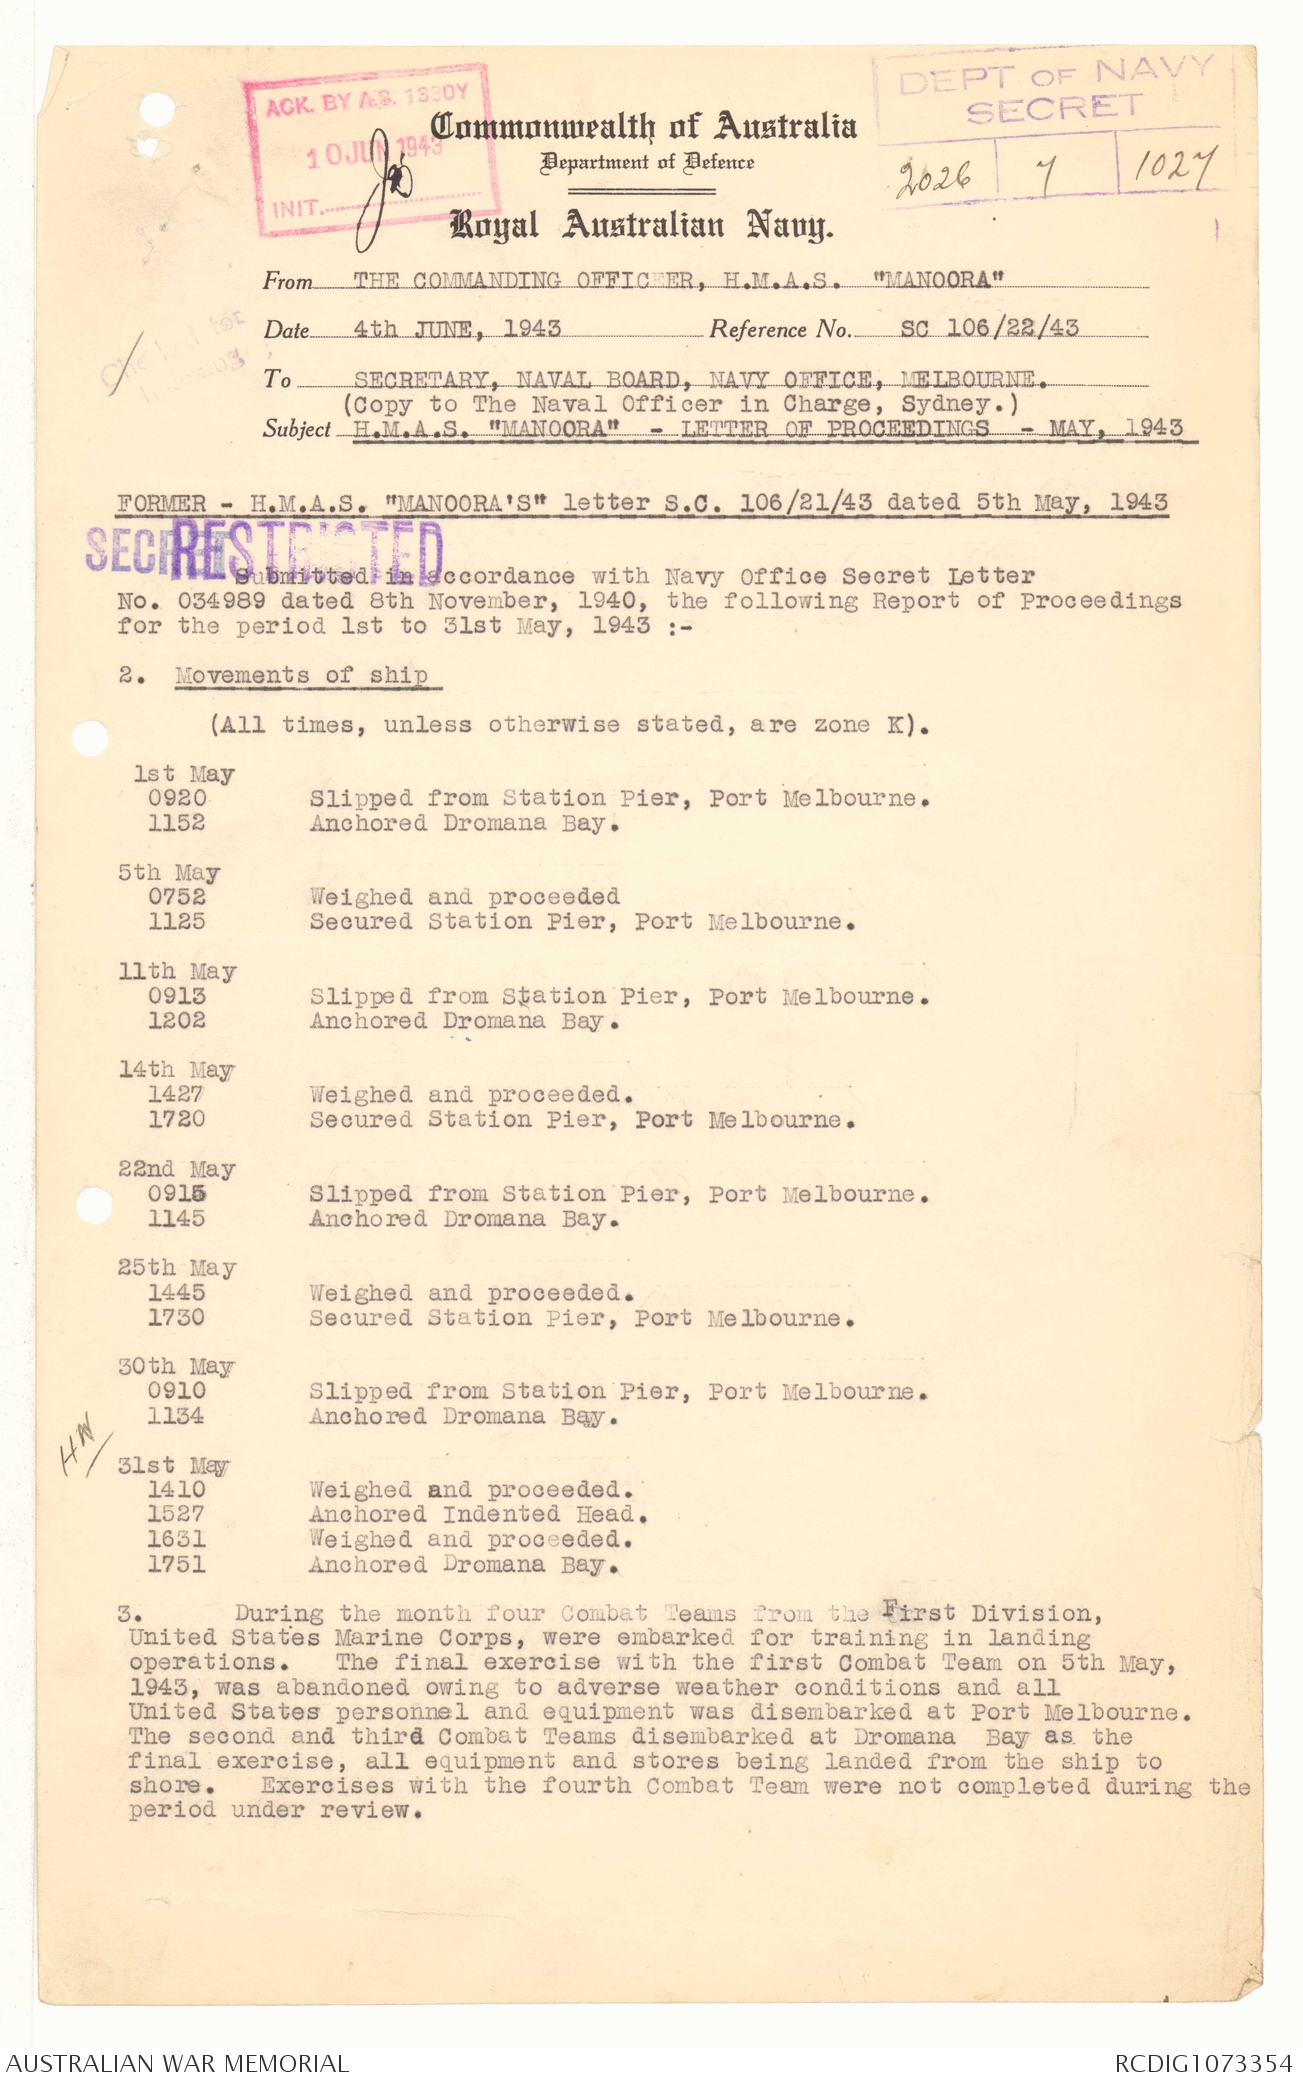 ACK. BY A.S. 1330Y
10 JUN 1943
INIT.
DEPT OF NAVY
SECRET
2026 7 1027
Commonwealth of Australia
Department of Defence
Royal Australian Navy.
From THE COMMANDING OFFICER, H.M.A.S. "MANOORA"
Date 4th JUNE, 1943 Reference No. SC 106/22/43
To SECRETARY, NAVAL BOARD, NAVY OFFICE, MELBOURNE.
(Copy to The Naval Officer in Charge, Sydney.)
Subject H.M.A.S. "MANOORA" - LETTER OF PROCEEDINGS - MAY, 1943
FORMER - H.M.A.S. "MANOORA'S" letter S.C. 106/21/43 dated 5th May, 1943
SECRET RESTRICTED
Submitted in accordance with Navy Office Secret Letter
No. 034989 dated 8th November, 1940, the following Report of Proceedings
for the period 1st to 31st May, 1943 :-
2. Movements of ship
(All times, unless otherwise stated, are zone K).
1st May
0920 Slipped from Station Pier, Port Melbourne.
1152 Anchored Dromana Bay.
5th May
0752 Weighed and proceeded
1125 Secured Station Pier, Port Melbourne.
11th May
0913 Slipped from Station Pier, Port Melbourne.
1202 Anchored Dromana Bay.
14th May
1427 Weighed and proceeded.
1720 Secured Station Pier, Port Melbourne.
22nd May
0915 Slipped from Station Pier, Port Melbourne.
1145 Anchored Dromana Bay.
25th May
1445 Weighed and proceeded.
1730 Secured Station Pier, Port Melbourne.
30th May
0910 Slipped from Station Pier, Port Melbourne.
1134 Anchored Dromana Bay.
HN
31st May
1410 Weighed and proceeded.
1527 Anchored Indented Head.
1631 Weighed and proceeded.
1751 Anchored Dromana Bay.
3. During the month four Combat Teams from the First Division,
United States Marine Corps, were embarked for training in landing
operations. The final exercise with the first Combat Team on 5th May,
1943, was abandoned owing to adverse weather conditions and all
United States personnel and equipment was disembarked at Port Melbourne.
The second and third Combat Teams disembarked at Dromana Bay as the
final exercise, all equipment and stores being landed from the ship to
shore. Exercises with the fourth Combat Team were not completed during the
period under review.
AUSTRALIAN WAR MEMORIAL
RCDIG1073354